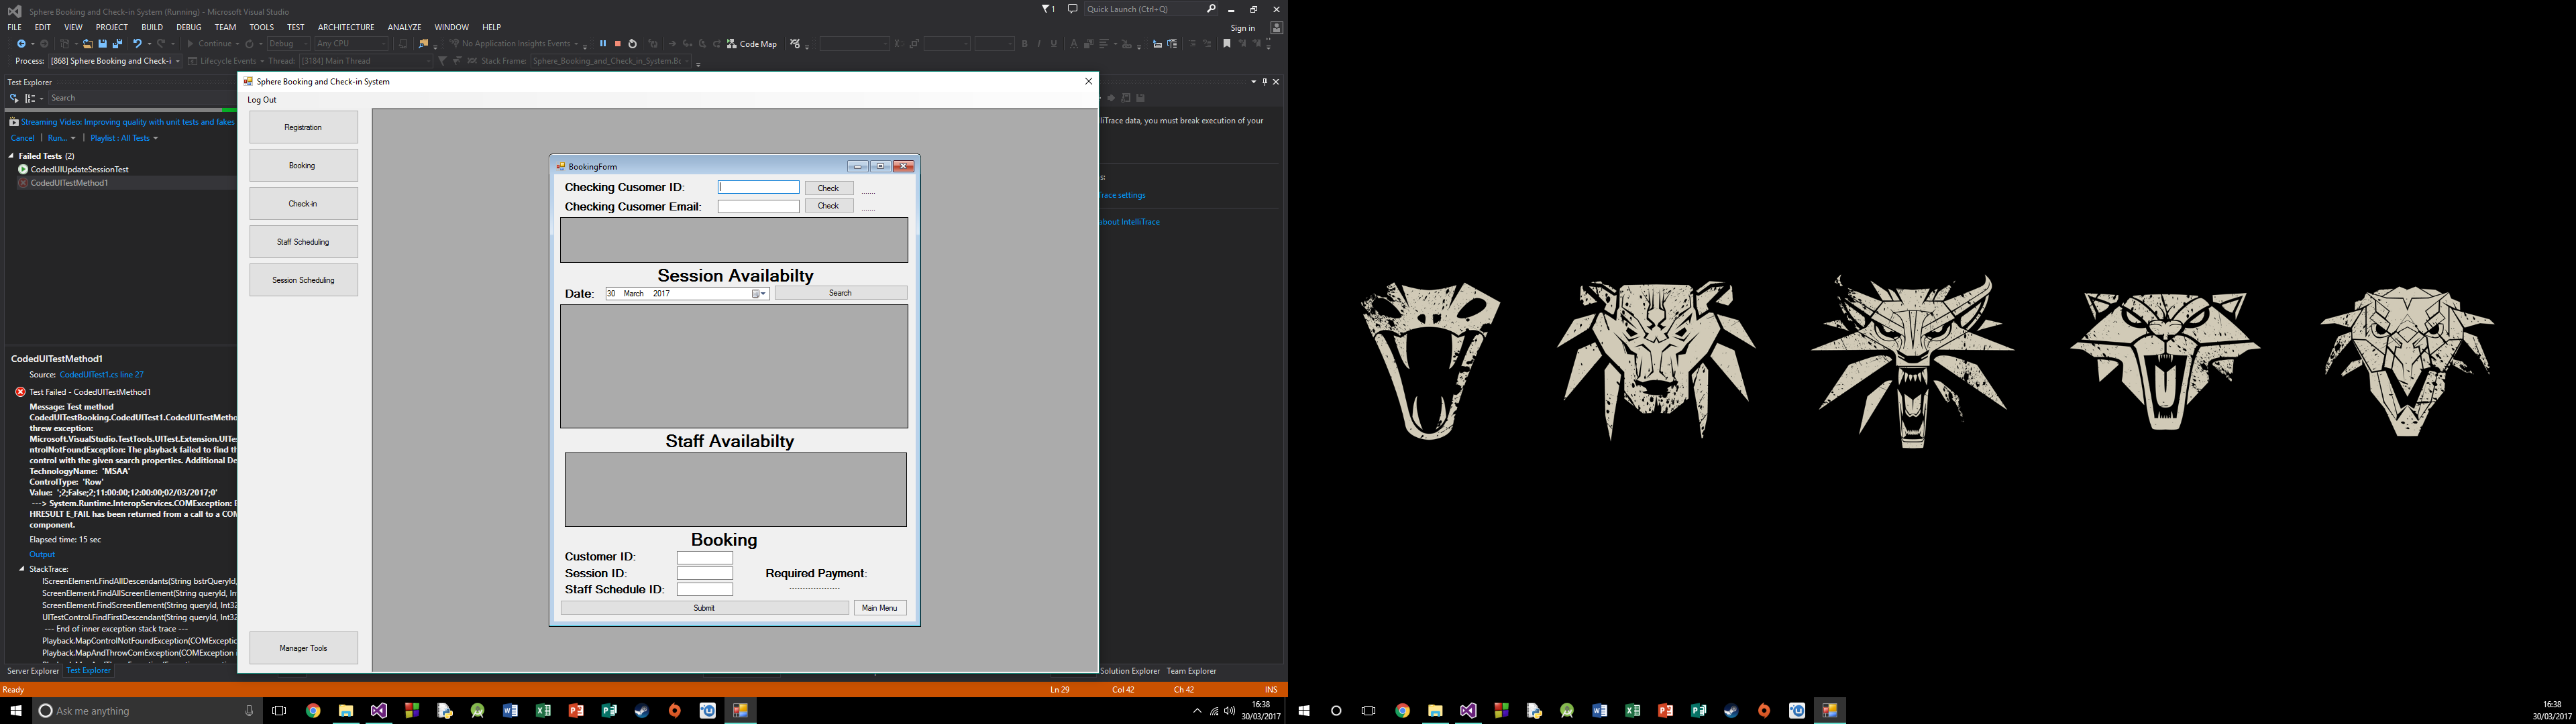 Sphere Booking and Check-in System (Running) - Microsoft Visual Studio
1
Quick Launch (Ctrl+Q)
FILE EDIT VIEW PROJECT BUILD DEBUG TEAM TOOLS TEST ARCHITECTURE ANALYZE WINDOW HELP
Sign in
Continue Debug Any CPU No Application Insights Events Code Map
Process: [868] Sphere Booking and Check-i Lifecycle Events Thread: [3184] Main Thread Stack Frame: Sphere_Booking_and_Check_in_System.Bc
Test Explorer
Search
Streaming Video: Improving quality with unit tests and fakes
Cancel | Run... | Playlist : All Tests
Failed Tests (2)
CodedUIUpdateSessionTest
CodedUITestMethod1
CodedUITestMethod1
Source: CodedUITest1.cs line 27
Test Failed - CodedUITestMethod1
Message: Test method
CodedUITestBooking.CodedUITest1.CodedUITestMetho
threw exception:
Microsoft.VisualStudio.TestTools.UITest.Extension.UITes
ntrolNotFoundException: The playback failed to find th
control with the given search properties. Additional De
TechnologyName: 'MSAA'
ControlType: 'Row'
Value: ';2;False;2;11:00:00;12:00:00;02/03/2017;0'
---> System.Runtime.InteropServices.COMException: E
HRESULT E_FAIL has been returned from a call to a COM
component.
Elapsed time: 15 sec
Output
StackTrace:
IScreenElement.FindAllDescendants(String bstrQueryId,
ScreenElement.FindAllScreenElement(String queryId, Int
ScreenElement.FindScreenElement(String queryId, Int32
UITestControl.FindFirstDescendant(String queryId, Int32
--- End of inner exception stack trace ---
Playback.MapControlNotFoundException(COMExceptic
Playback.MapAndThrowComException(COMException
Server Explorer Test Explorer
Sphere Booking and Check-in System
Log Out
Registration
Booking
Check-in
Staff Scheduling
Session Scheduling
Manager Tools
BookingForm
Checking Cusomer ID:
Check
.......
Checking Cusomer Email:
Check
.......
Session Availabilty
Date: 30 March 2017
Search
Staff Availabilty
Booking
Customer ID:
Session ID:
Required Payment:
Staff Schedule ID:
-------------------
Submit
Main Menu
lliTrace data, you must break execution of your
s:
Trace settings
about IntelliTrace
Solution Explorer Team Explorer
Ready
Ln 29 Col 42 Ch 42 INS
Ask me anything
16:38
30/03/2017
16:38
30/03/2017